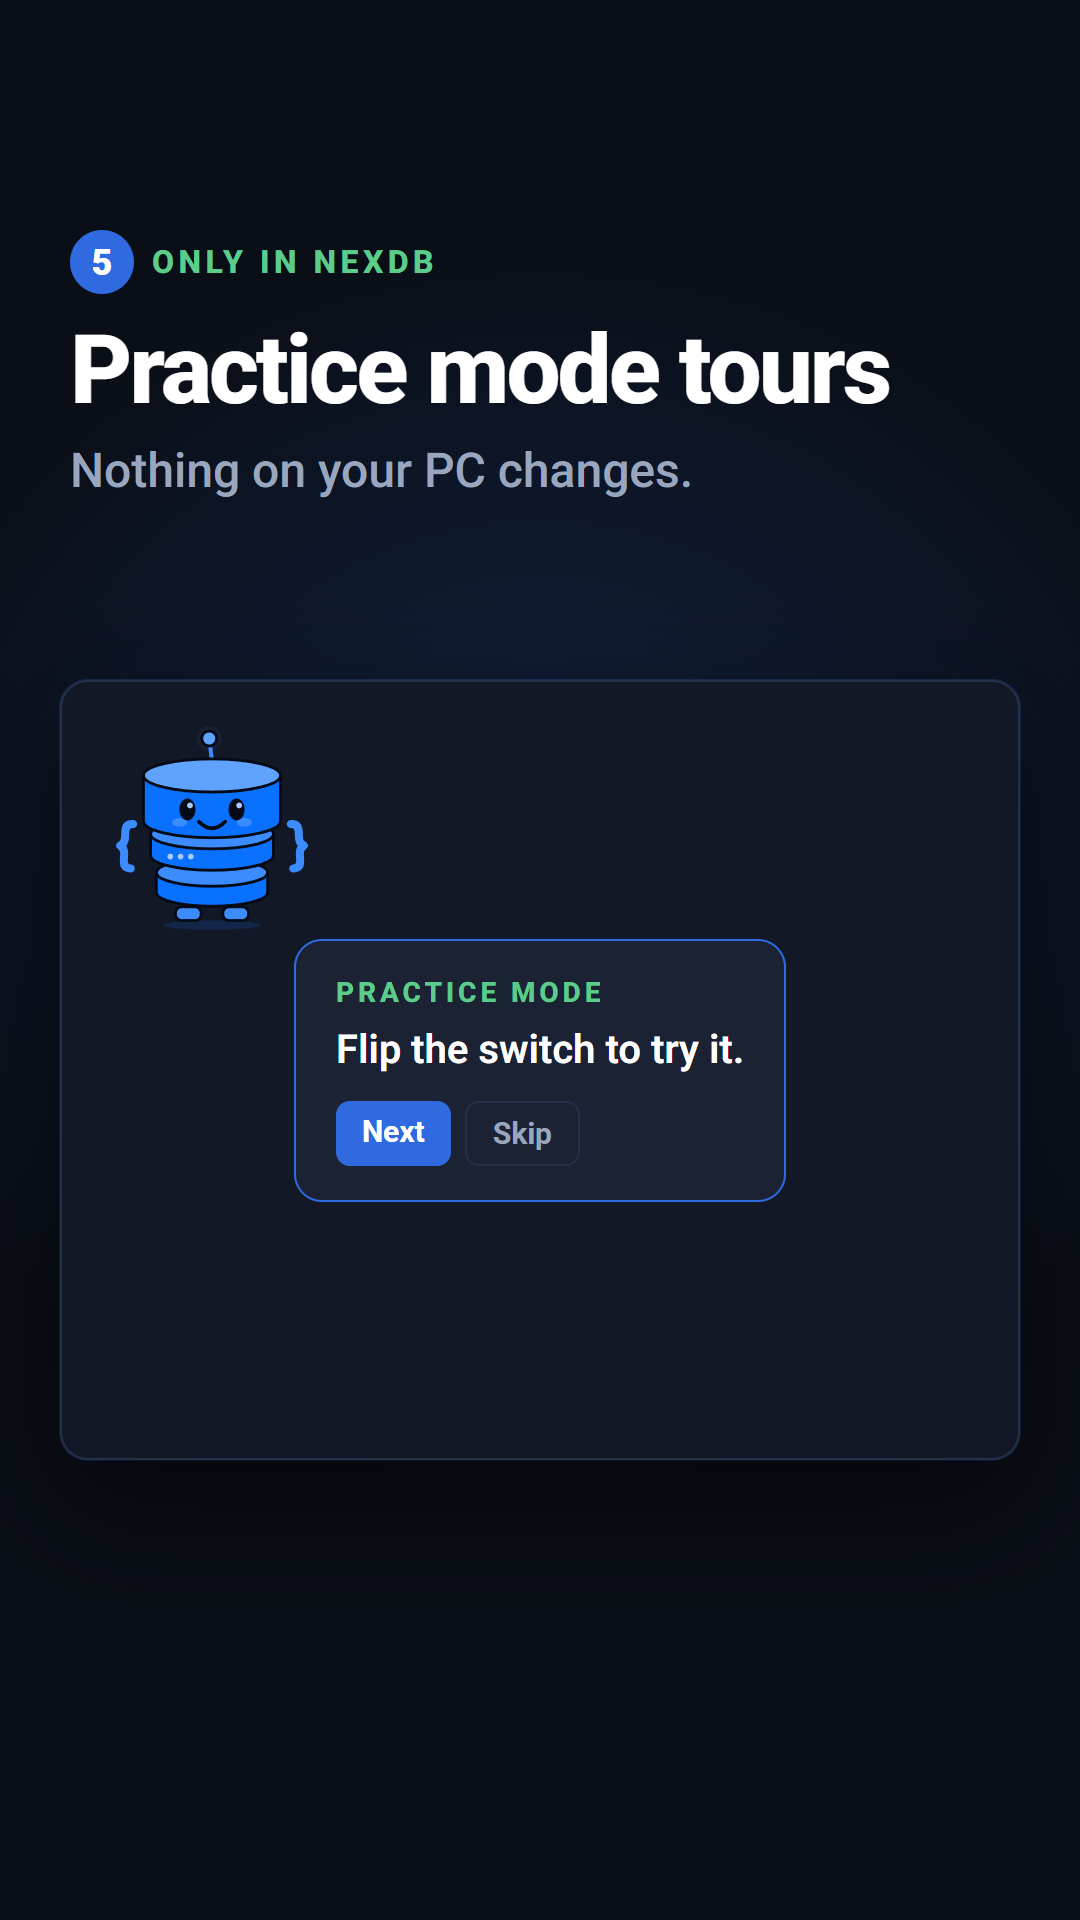 5 ONLY IN NEXDB
Practice mode tours
Nothing on your PC changes.
PRACTICE MODE
Flip the switch to try it.
Next Skip